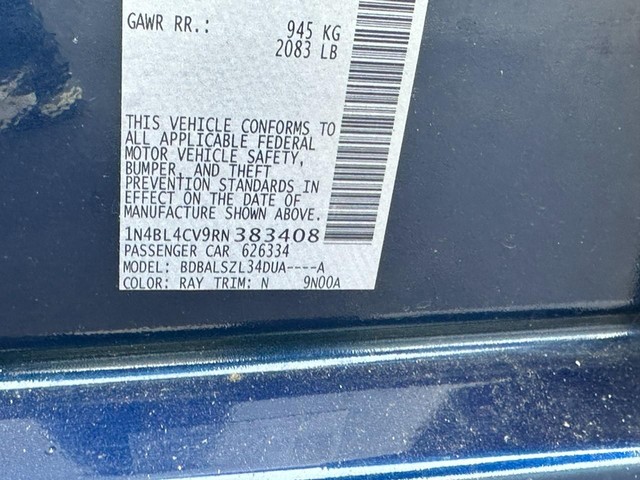 GAWR RR.: 945 KG
2083 LB
THIS VEHICLE CONFORMS TO
ALL APPLICABLE FEDERAL
MOTOR VEHICLE SAFETY,
BUMPER, AND THEFT
PREVENTION STANDARDS IN
EFFECT ON THE DATE OF
MANUFACTURE SHOWN ABOVE.
1N4BL4CV9RN383408
PASSENGER CAR 626334
MODEL: BDBALSZL34DUA----A
COLOR: RAY TRIM: N 9N00A